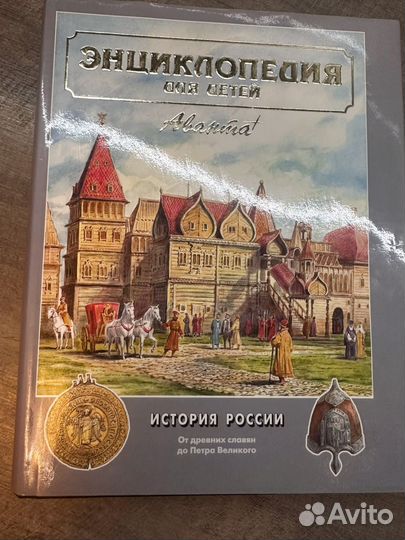 ЭНЦИКЛОПЕДИЯ
ДЛЯ ДЕТЕЙ
Аванта+
ИСТОРИЯ РОССИИ
От древних славян
до Петра Великого
Avito